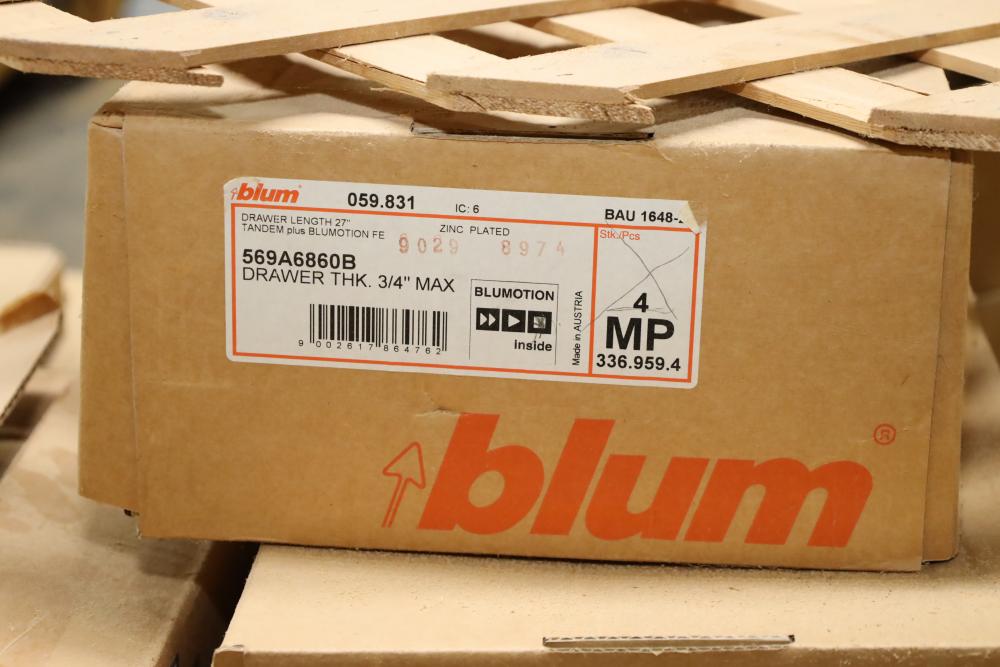 blum 059.831 IC: 6 BAU 1648-
DRAWER LENGTH 27" ZINC PLATED
TANDEM plus BLUMOTION FE
9029 8974
569A6860B
DRAWER THK. 3/4" MAX
9 002617 864762
BLUMOTION
inside
Made in AUSTRIA
Stk./Pcs
4
MP
336.959.4
blum®